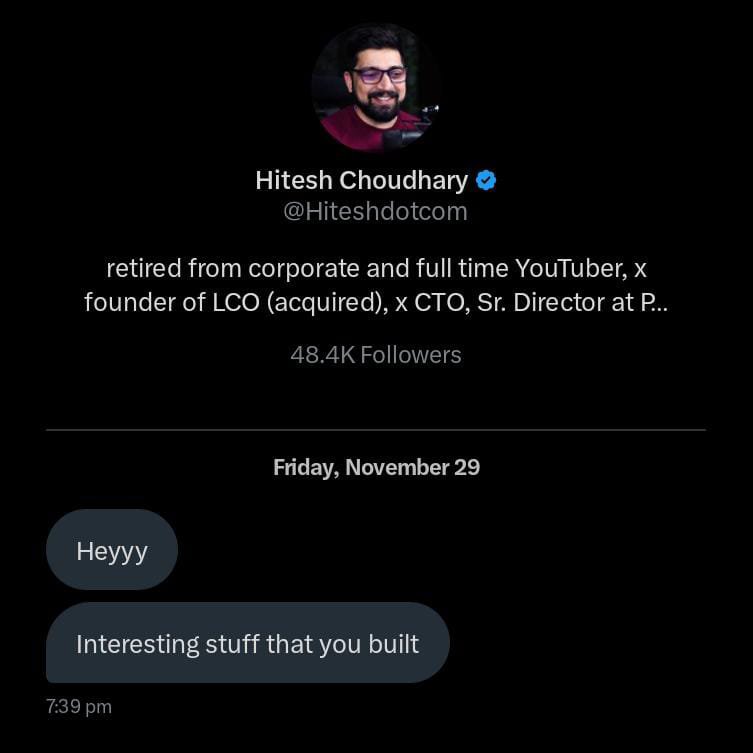 Hitesh Choudhary
@Hiteshdotcom
retired from corporate and full time YouTuber, x
founder of LCO (acquired), x CTO, Sr. Director at P...
48.4K Followers
Friday, November 29
Heyyy
Interesting stuff that you built
7:39 pm